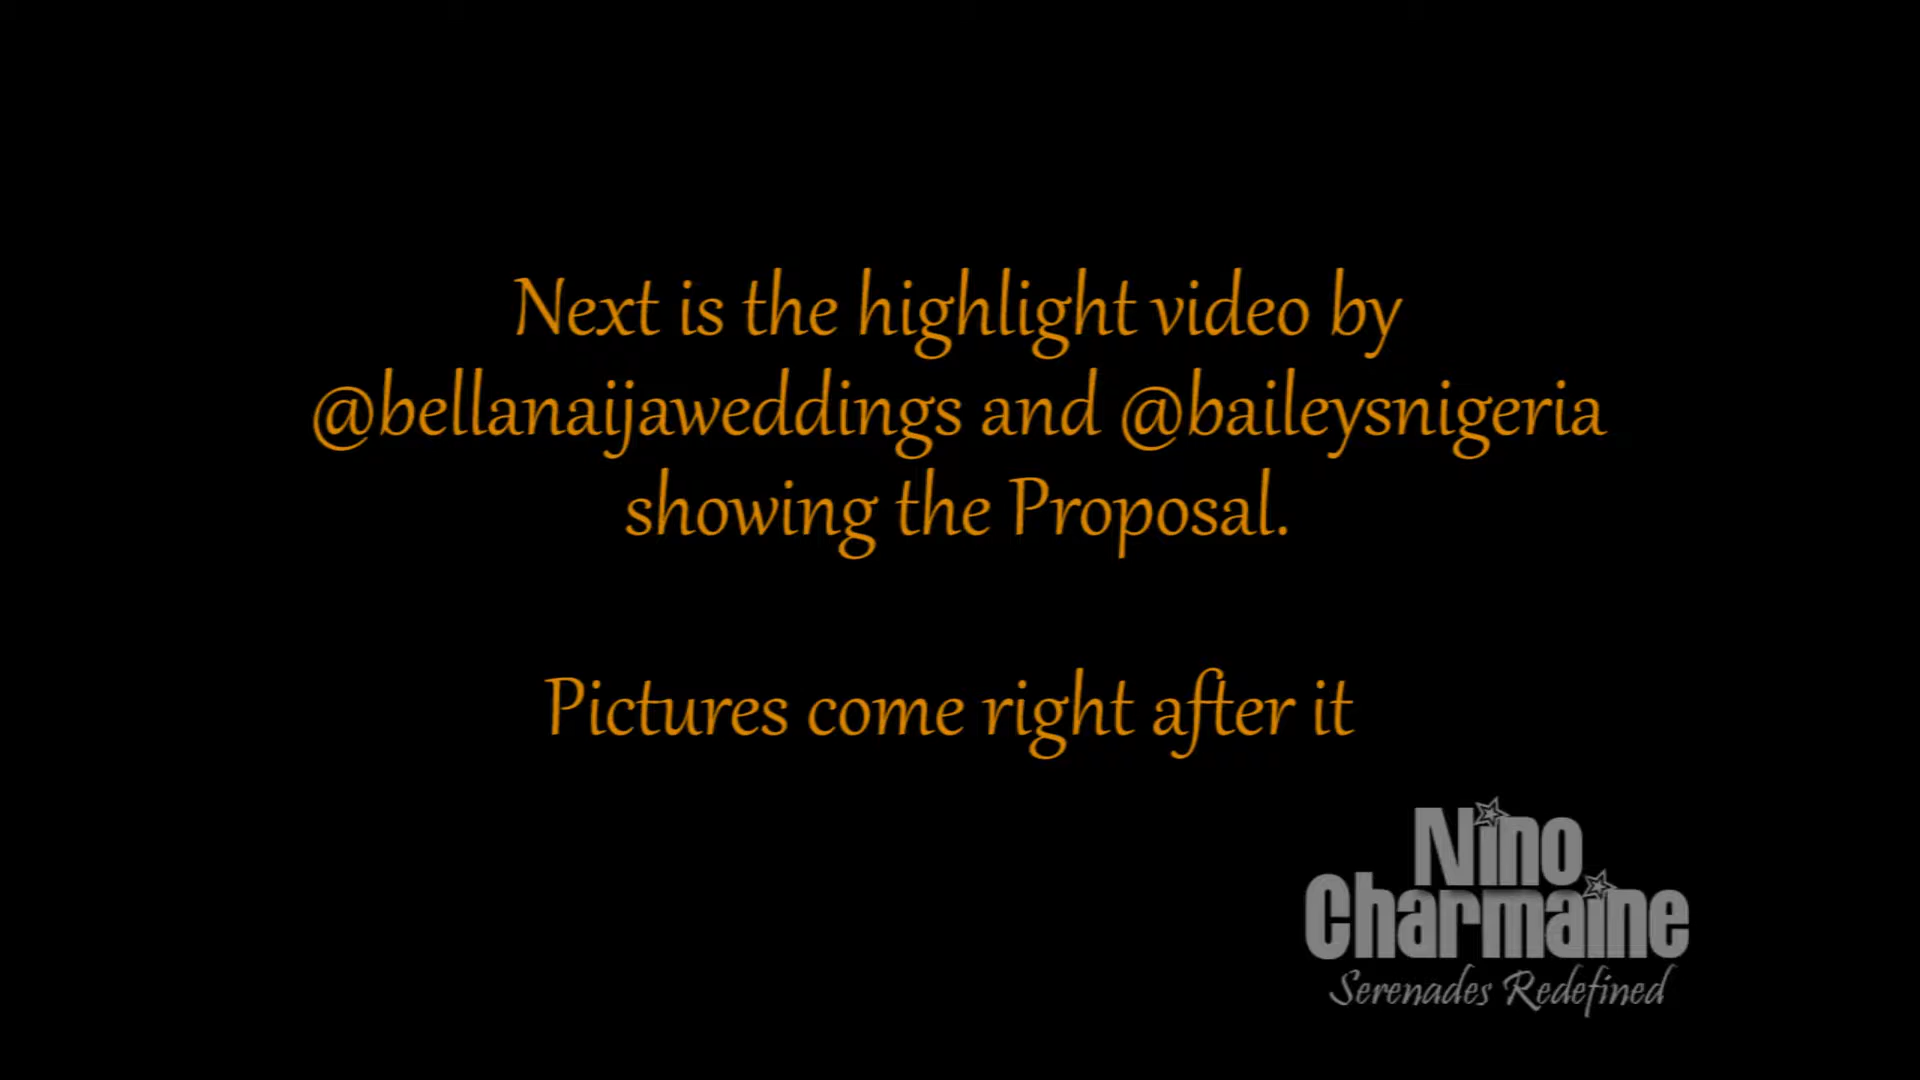 Next is the highlight video by
@bellanaijaweddings and @baileysnigeria
showing the Proposal.
Pictures come right after it
Nino
Charmaine
Serenades Redefined